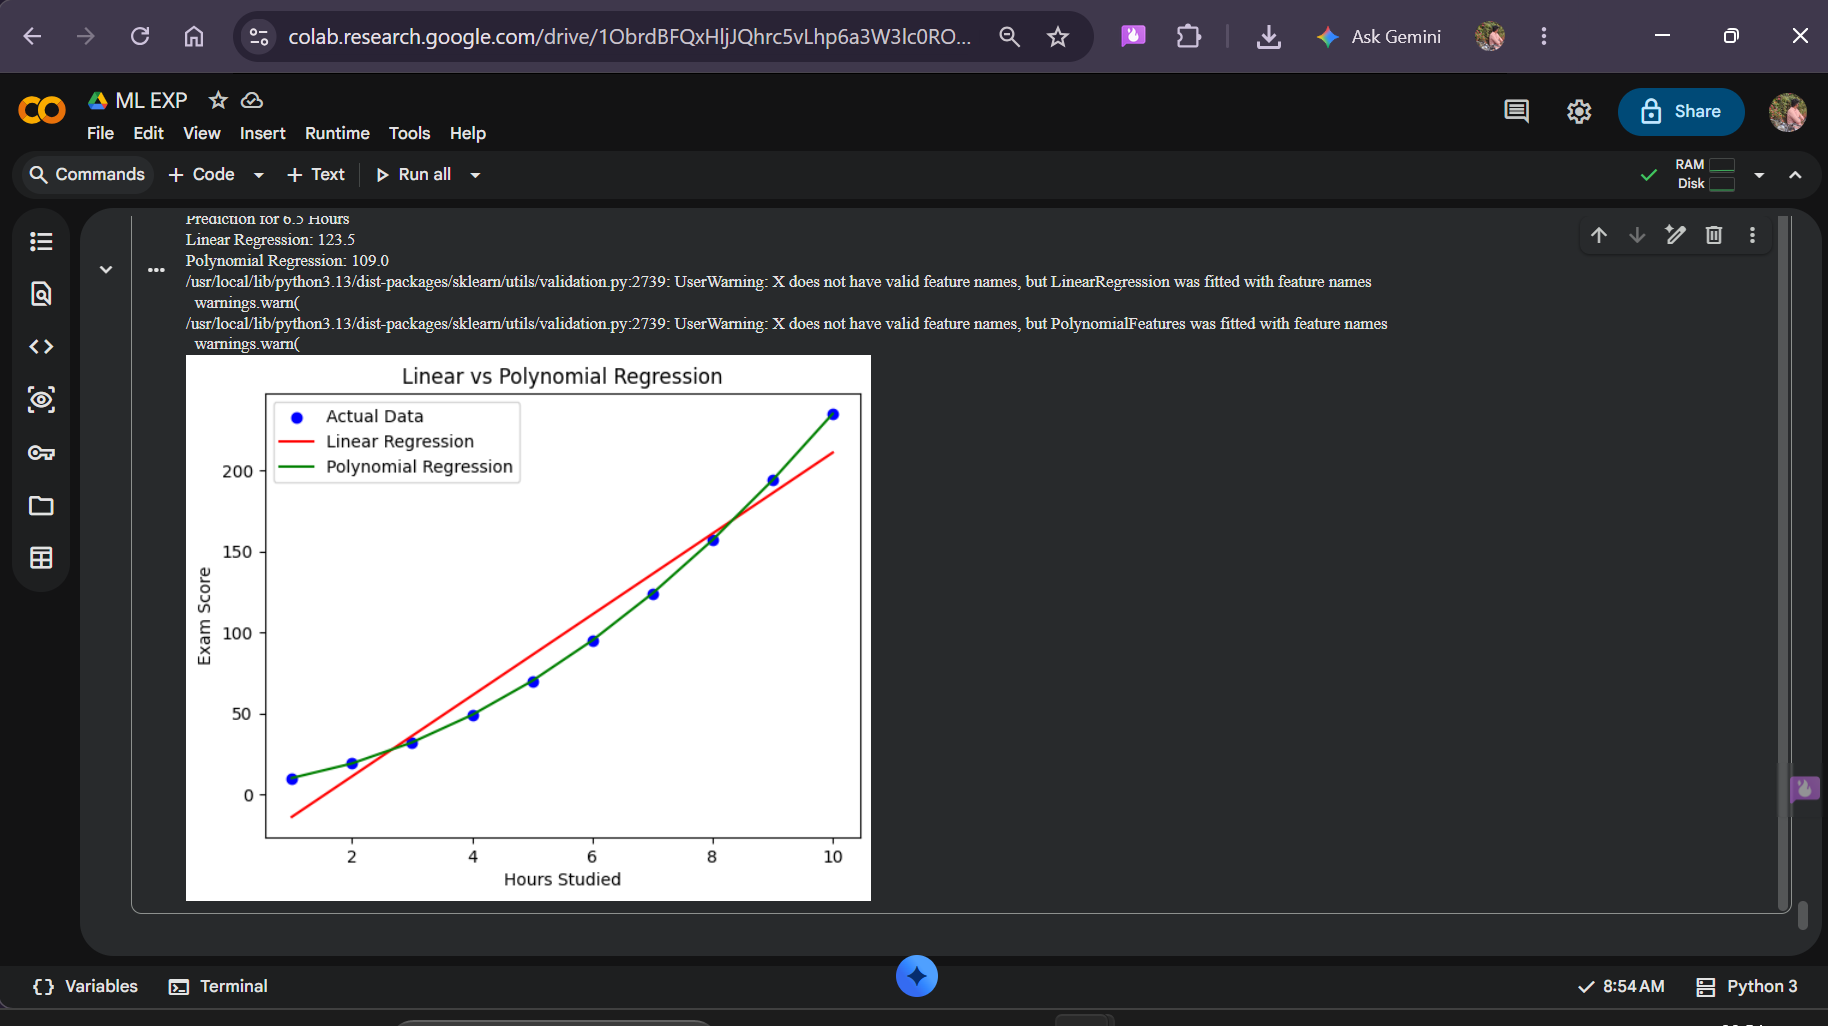 colab.research.google.com/drive/1ObrdBFQxHljJQhrc5vLhp6a3W3lc0RO...
Ask Gemini
ML EXP
File Edit View Insert Runtime Tools Help
Share
Commands + Code + Text Run all
RAM
Disk
Prediction for 6.5 Hours
Linear Regression: 123.5
Polynomial Regression: 109.0
/usr/local/lib/python3.13/dist-packages/sklearn/utils/validation.py:2739: UserWarning: X does not have valid feature names, but LinearRegression was fitted with feature names
warnings.warn(
/usr/local/lib/python3.13/dist-packages/sklearn/utils/validation.py:2739: UserWarning: X does not have valid feature names, but PolynomialFeatures was fitted with feature names
warnings.warn(
Linear vs Polynomial Regression
Actual Data
Linear Regression
Polynomial Regression
200
150
100
50
0
Exam Score
2 4 6 8 10
Hours Studied
Variables Terminal
8:54 AM Python 3